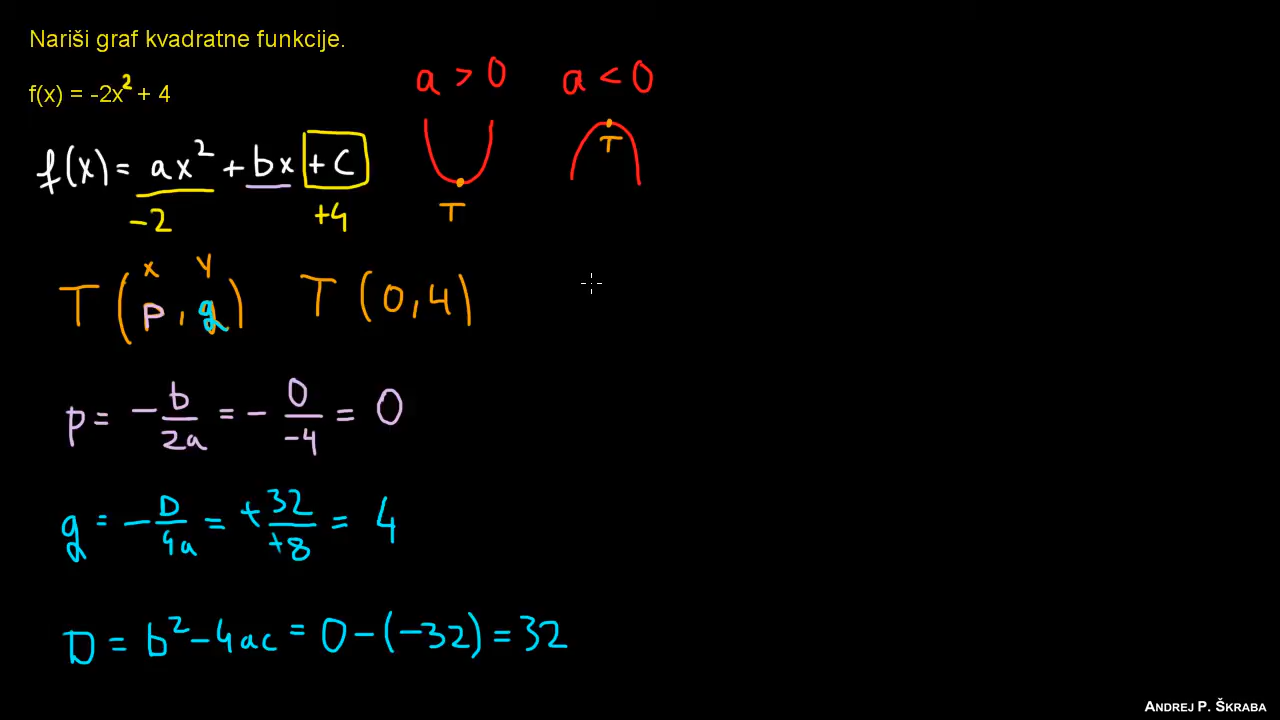 Nariši graf kvadratne funkcije.
f(x) = -2x² + 4
a > 0
a < 0
T
T
f(x) = ax² + bx + c
-2
+4
x y
T (p, q)
T (0, 4)
p = - b/2a = - 0/-4 = 0
q = - D/4a = + 32/+8 = 4
D = b² - 4ac = 0 - (-32) = 32
ANDREJ P. ŠKRABA